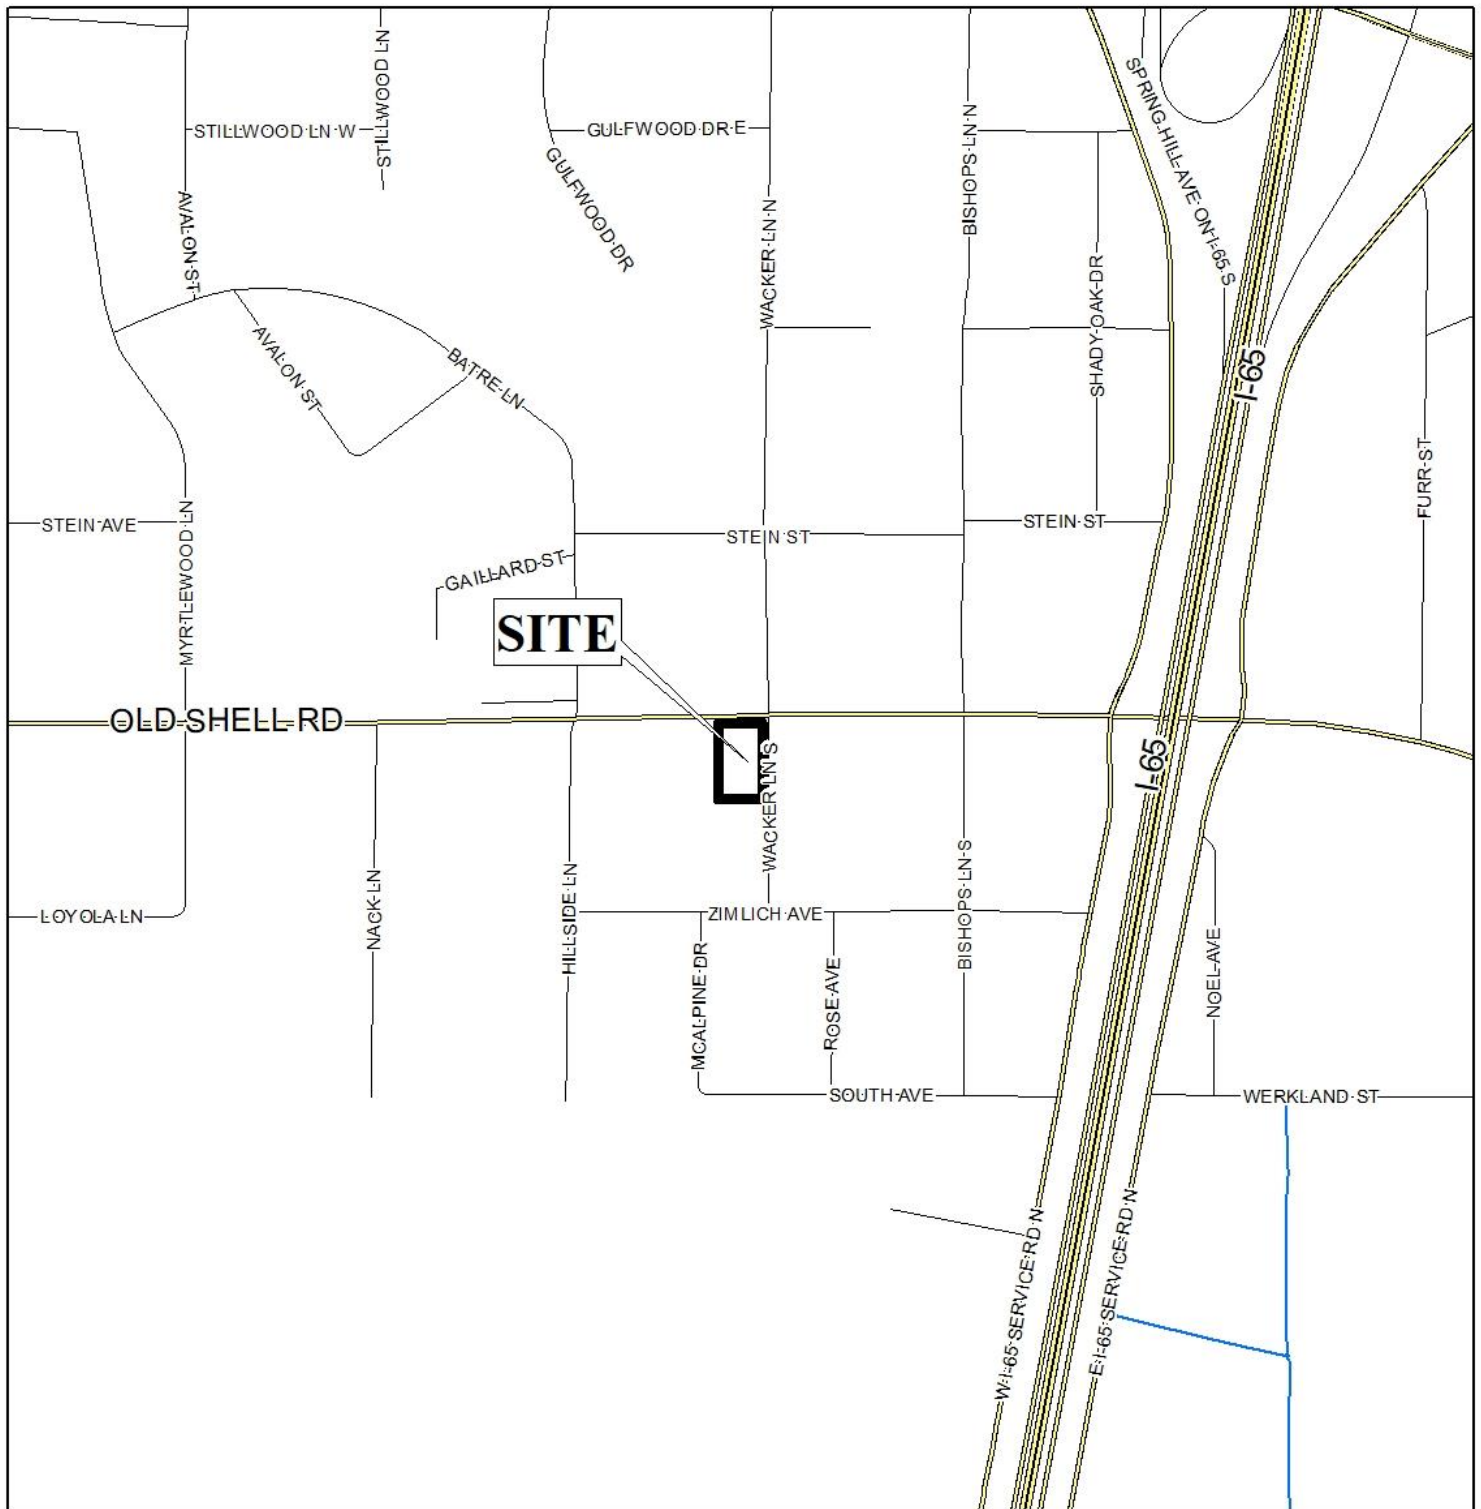 STILLWOOD LN
STILLWOOD LN W
GULFWOOD DR E
SPRING HILL AVE ON I-65 S
BISHOPS LN N
GULFWOOD DR
AVALON ST
WACKER LN N
SHADY OAK DR
AVALON ST
BATRE LN
I-65
FURR ST
STEIN AVE
MYRTLEWOOD LN
STEIN ST
STEIN ST
GAILLARD ST
SITE
OLD SHELL RD
WACKER LN S
I-65
LOYOLA LN
NACK LN
HILLSIDE LN
ZIMLICH AVE
BISHOPS LN S
MCALPINE DR
ROSE AVE
NOEL AVE
SOUTH AVE
WERKLAND ST
W I-65 SERVICE RD N
E I-65 SERVICE RD N